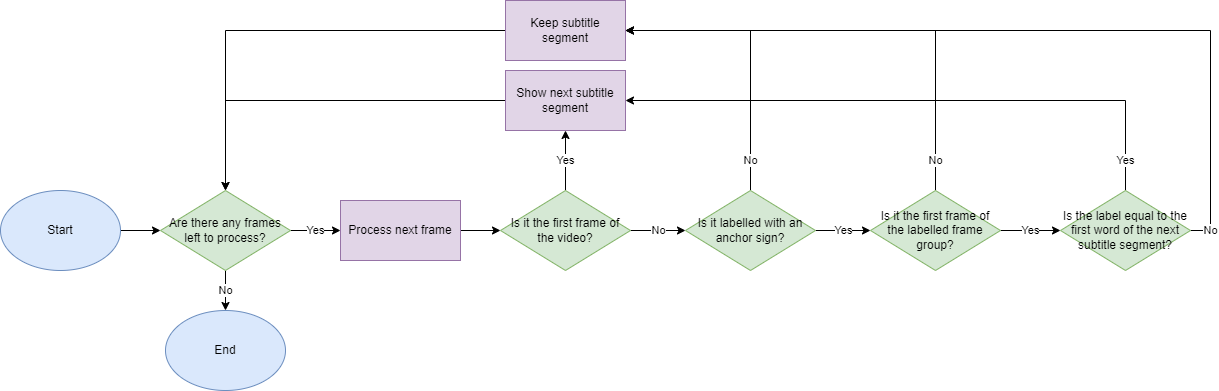 Keep subtitle
segment
Show next subtitle
segment
Yes
No
No
Yes
Start
Are there any frames
left to process?
Yes
Process next frame
Is it the first frame of
the video?
No
Is it labelled with an
anchor sign?
Yes
Is it the first frame of
the labelled frame
group?
Yes
Is the label equal to the
first word of the next
subtitle segment?
No
No
End